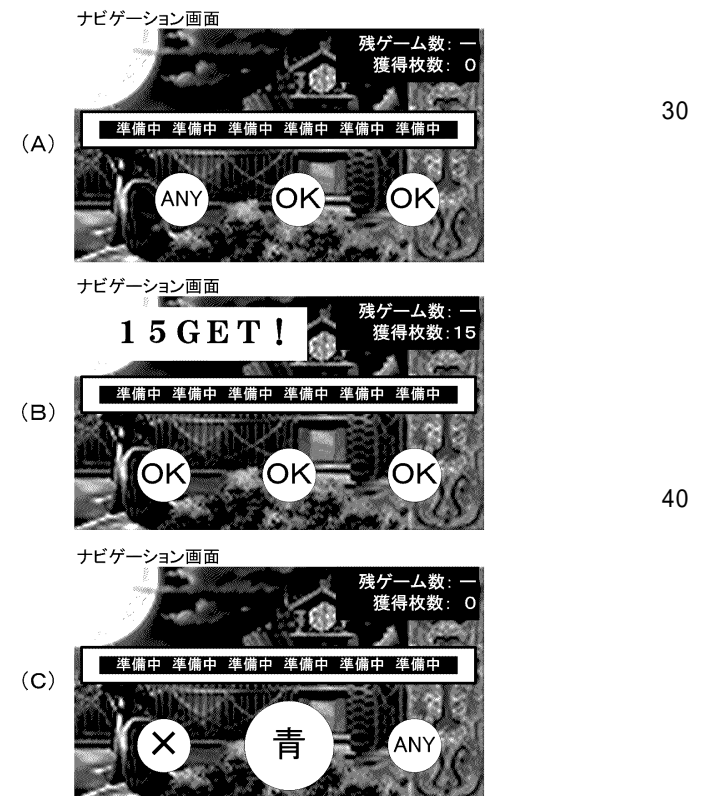 ナビゲーション画面
残ゲーム数: ー
獲得枚数: 0
準備中 準備中 準備中 準備中 準備中 準備中
(A)
ANY OK OK
30
ナビゲーション画面
15GET!
残ゲーム数: ー
獲得枚数:15
準備中 準備中 準備中 準備中 準備中 準備中
(B)
OK OK OK
40
ナビゲーション画面
残ゲーム数: ー
獲得枚数: 0
準備中 準備中 準備中 準備中 準備中 準備中
(C)
× 青 ANY